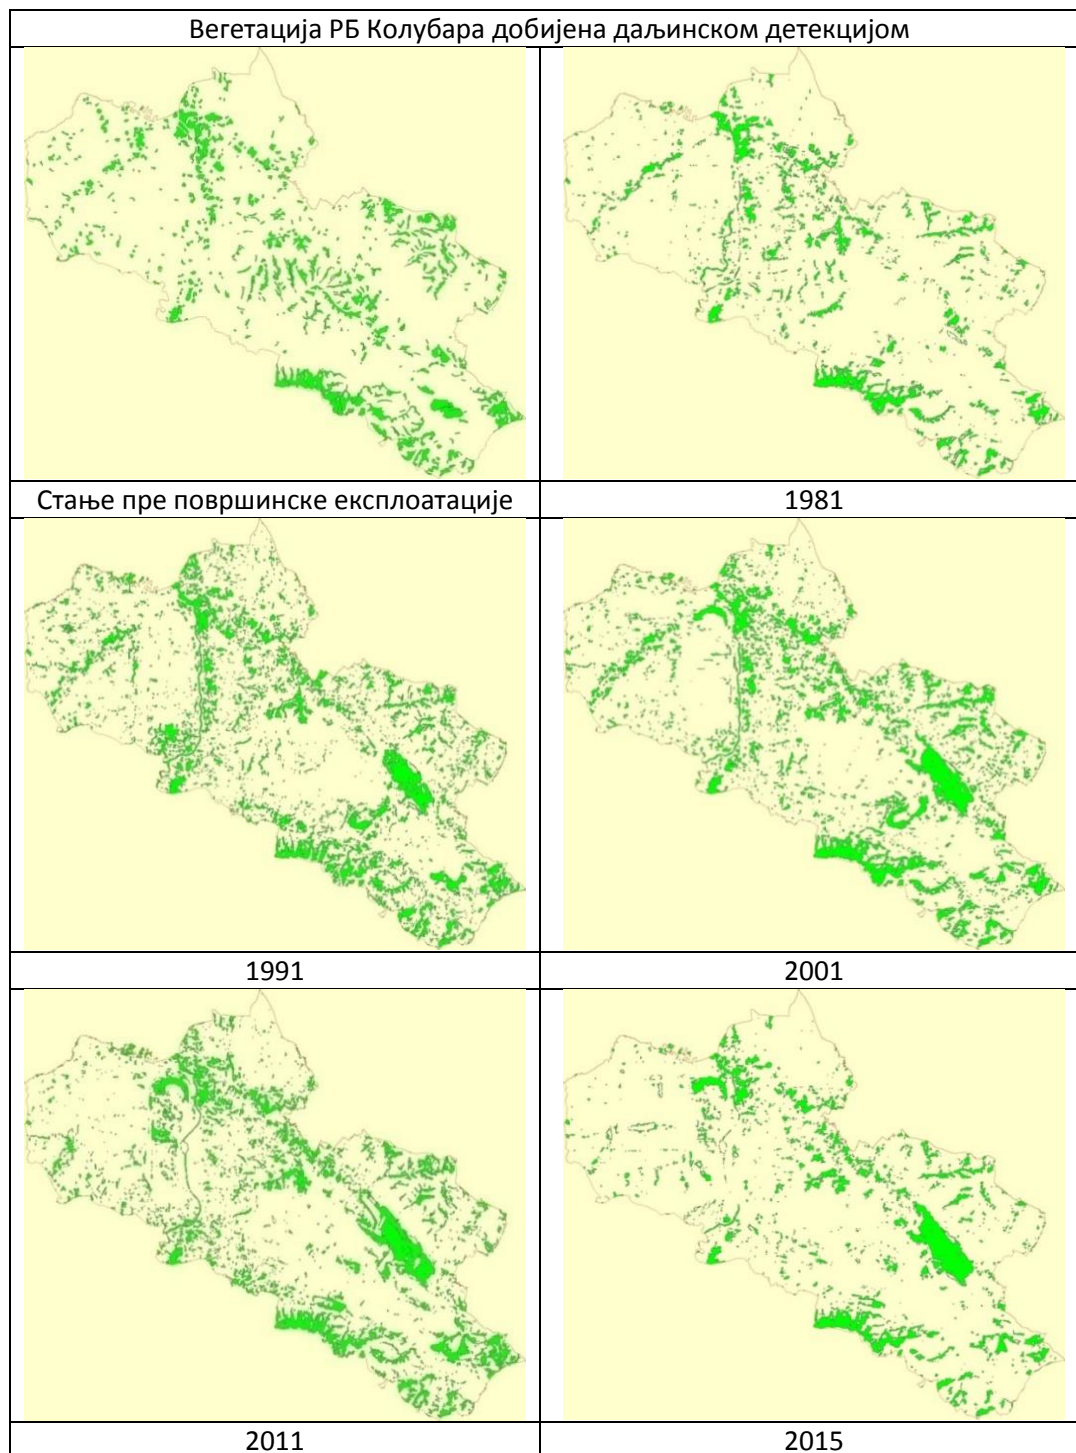 Вегетација РБ Колубара добијена даљинском детекцијом
Стање пре површинске експлоатације
1981
1991
2001
2011
2015